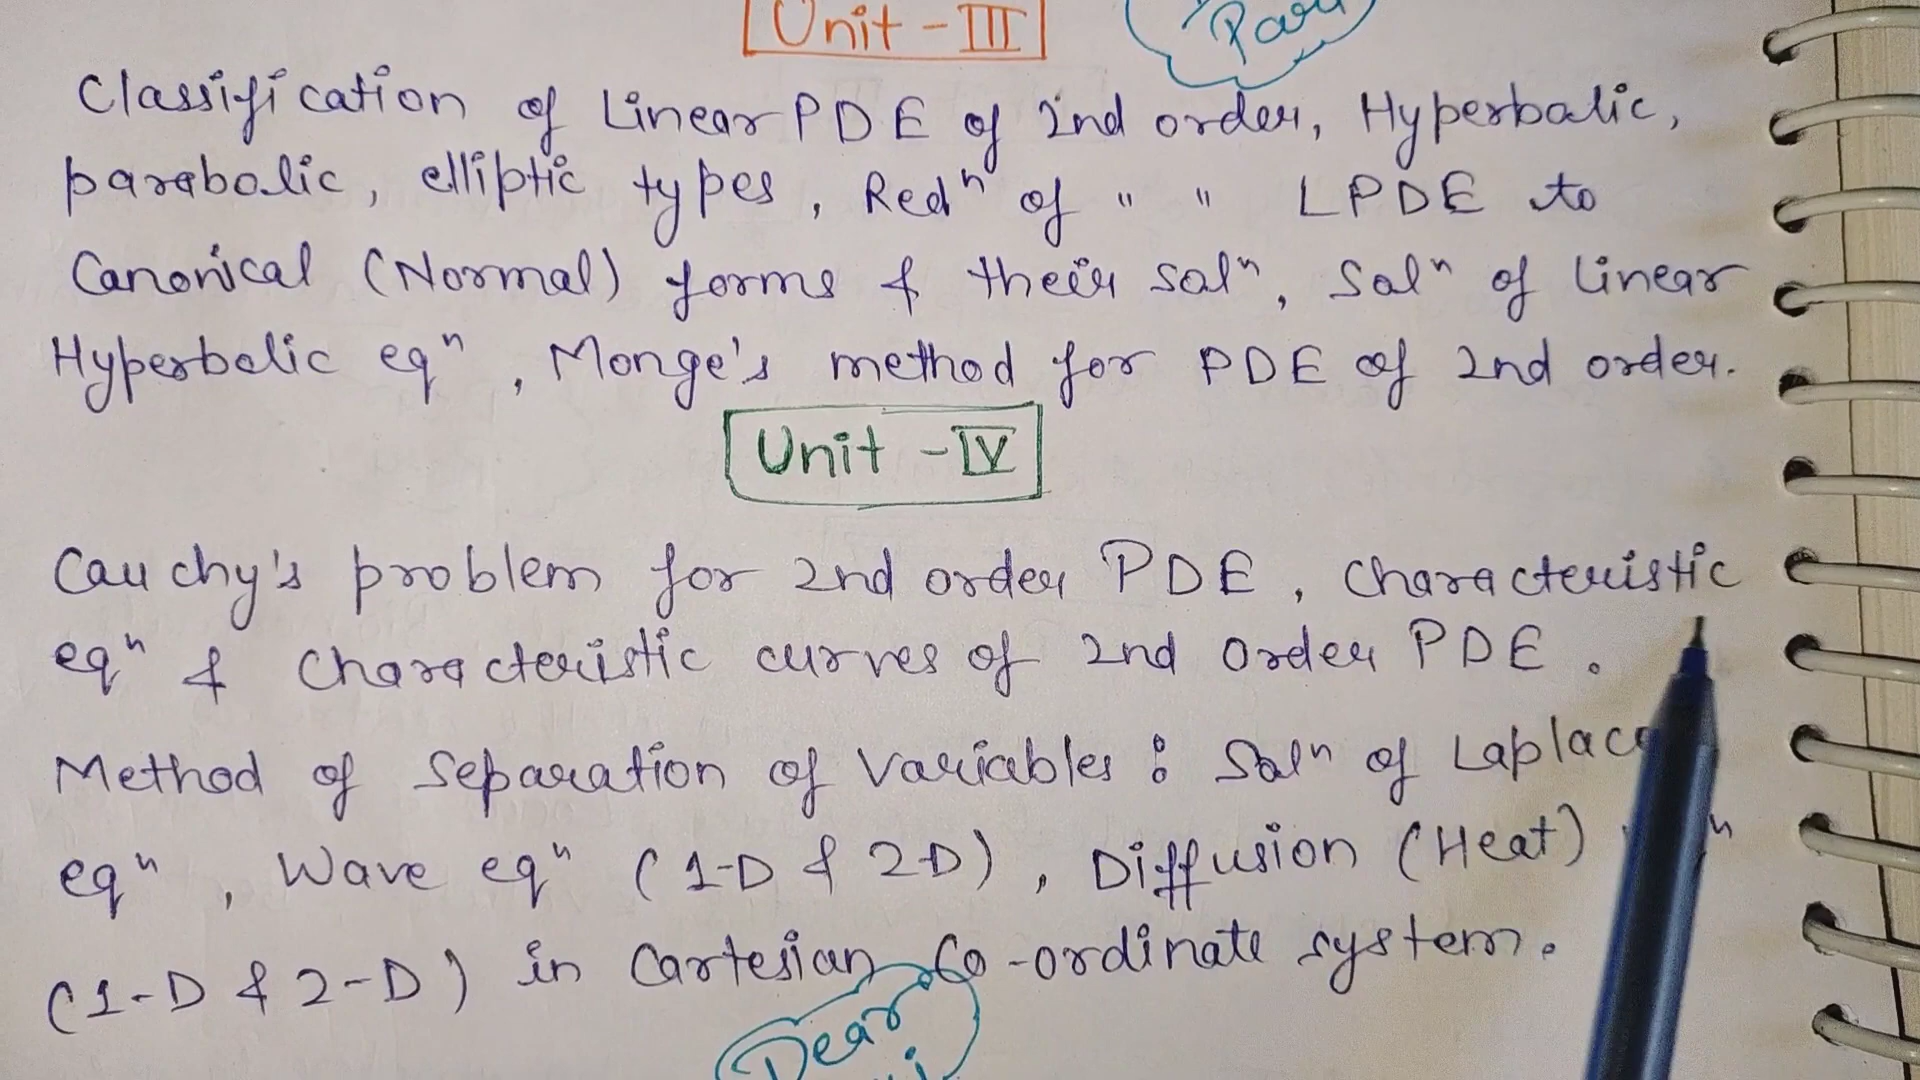 Unit - III
Classification of Linear PDE of 2nd order, Hyperbolic,
parabolic, elliptic types, Redⁿ of " " LPDE to
Canonical (Normal) forms & their solⁿ, Solⁿ of linear
Hyperbolic eqⁿ, Monge's method for PDE of 2nd order.
Unit - IV
Cauchy's problem for 2nd order PDE, characteristic
eqⁿ & characteristic curves of 2nd order PDE.
Method of separation of variables : Solⁿ of Laplace
eqⁿ, Wave eqⁿ (1-D & 2-D), Diffusion (Heat)
(1-D & 2-D) in Cartesian Co-ordinate system.
Dear